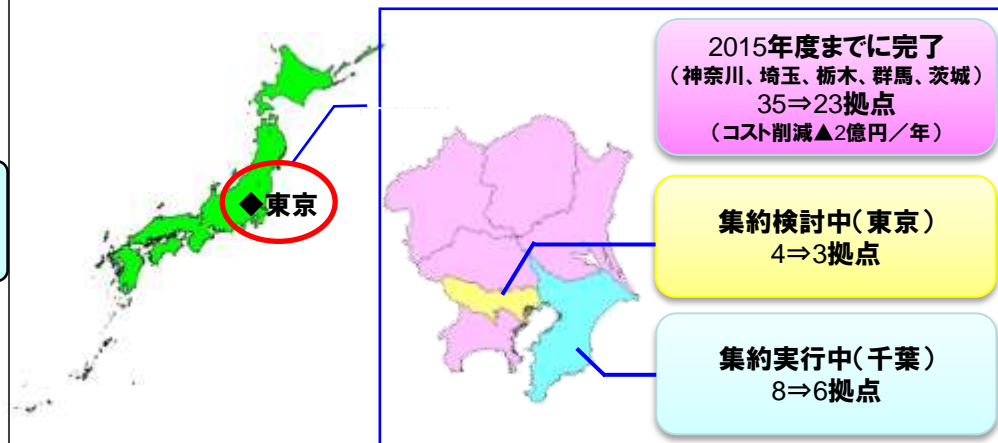 ◆東京
2015年度までに完了
（神奈川、埼玉、栃木、群馬、茨城）
35⇒23拠点
（コスト削減▲2億円／年）
集約検討中（東京）
4⇒3拠点
集約実行中（千葉）
8⇒6拠点